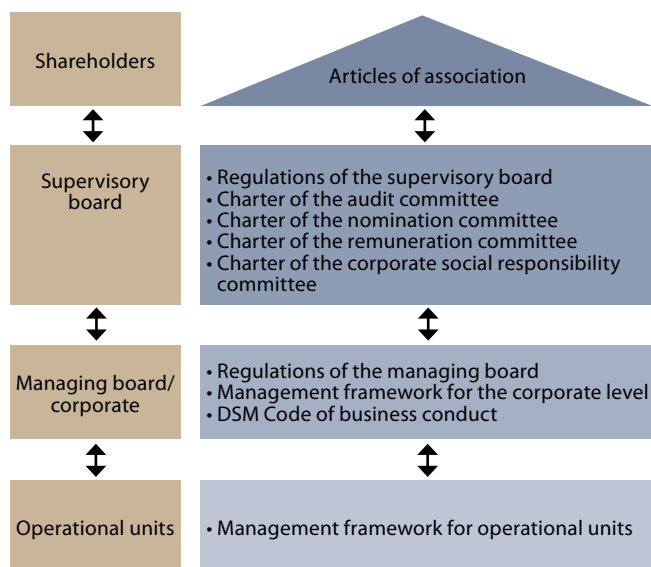 Shareholders
Articles of association
Supervisory
board
• Regulations of the supervisory board
• Charter of the audit committee
• Charter of the nomination committee
• Charter of the remuneration committee
• Charter of the corporate social responsibility
committee
Managing board/
corporate
• Regulations of the managing board
• Management framework for the corporate level
• DSM Code of business conduct
Operational units
• Management framework for operational units